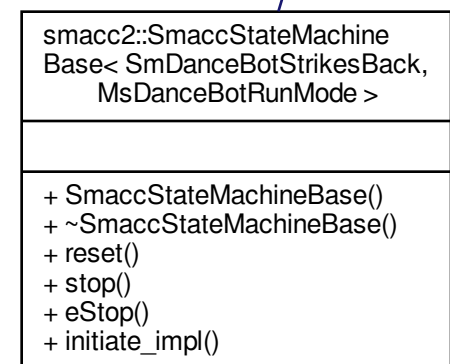 smacc2::SmaccStateMachine
Base< SmDanceBotStrikesBack,
MsDanceBotRunMode >
+ SmaccStateMachineBase()
+ ~SmaccStateMachineBase()
+ reset()
+ stop()
+ eStop()
+ initiate_impl()